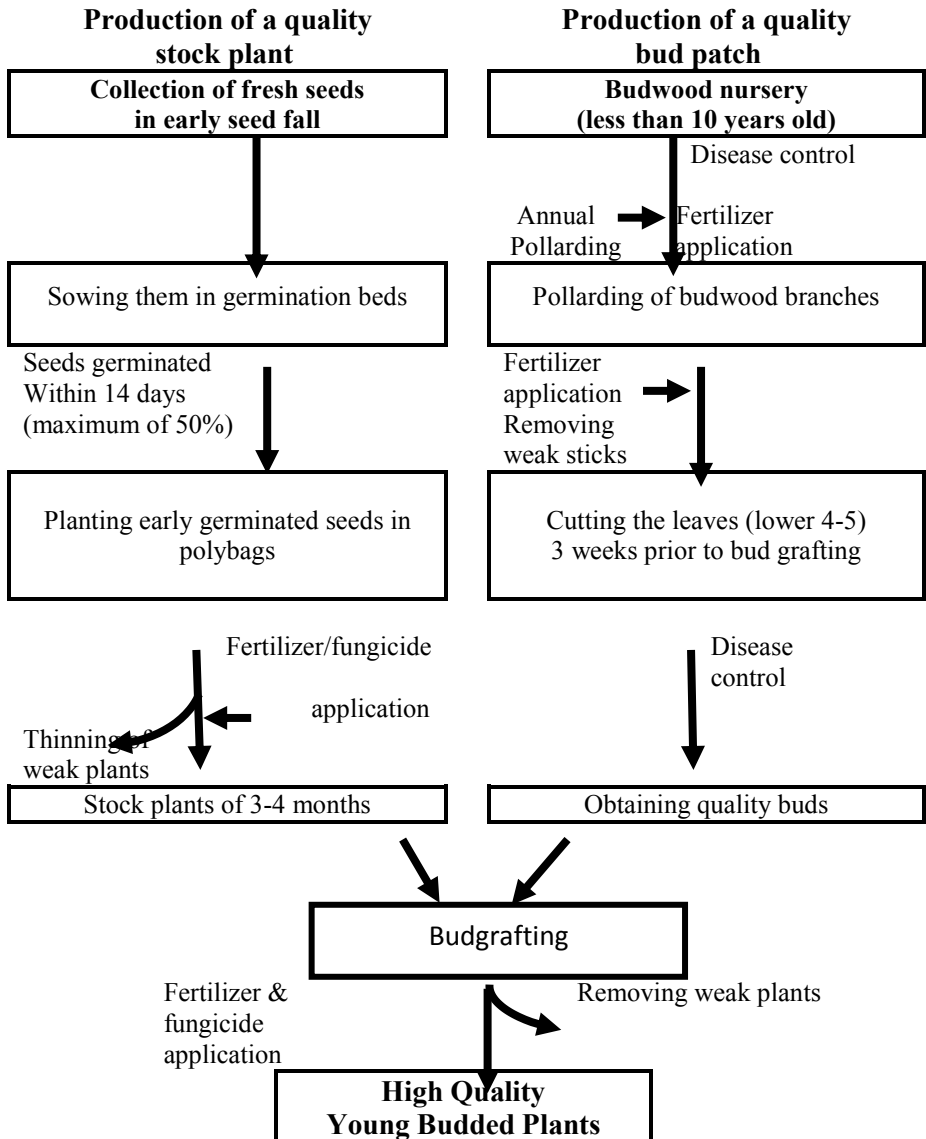 Production of a quality
stock plant
Collection of fresh seeds
in early seed fall
Sowing them in germination beds
Seeds germinated
Within 14 days
(maximum of 50%)
Planting early germinated seeds in
polybags
Fertilizer/fungicide
application
Thinning of
weak plants
Stock plants of 3-4 months
Production of a quality
bud patch
Budwood nursery
(less than 10 years old)
Disease control
Annual
Pollarding
Fertilizer
application
Pollarding of budwood branches
Fertilizer
application
Removing
weak sticks
Cutting the leaves (lower 4-5)
3 weeks prior to bud grafting
Disease
control
Obtaining quality buds
Budgrafting
Fertilizer &
fungicide
application
Removing weak plants
High Quality
Young Budded Plants